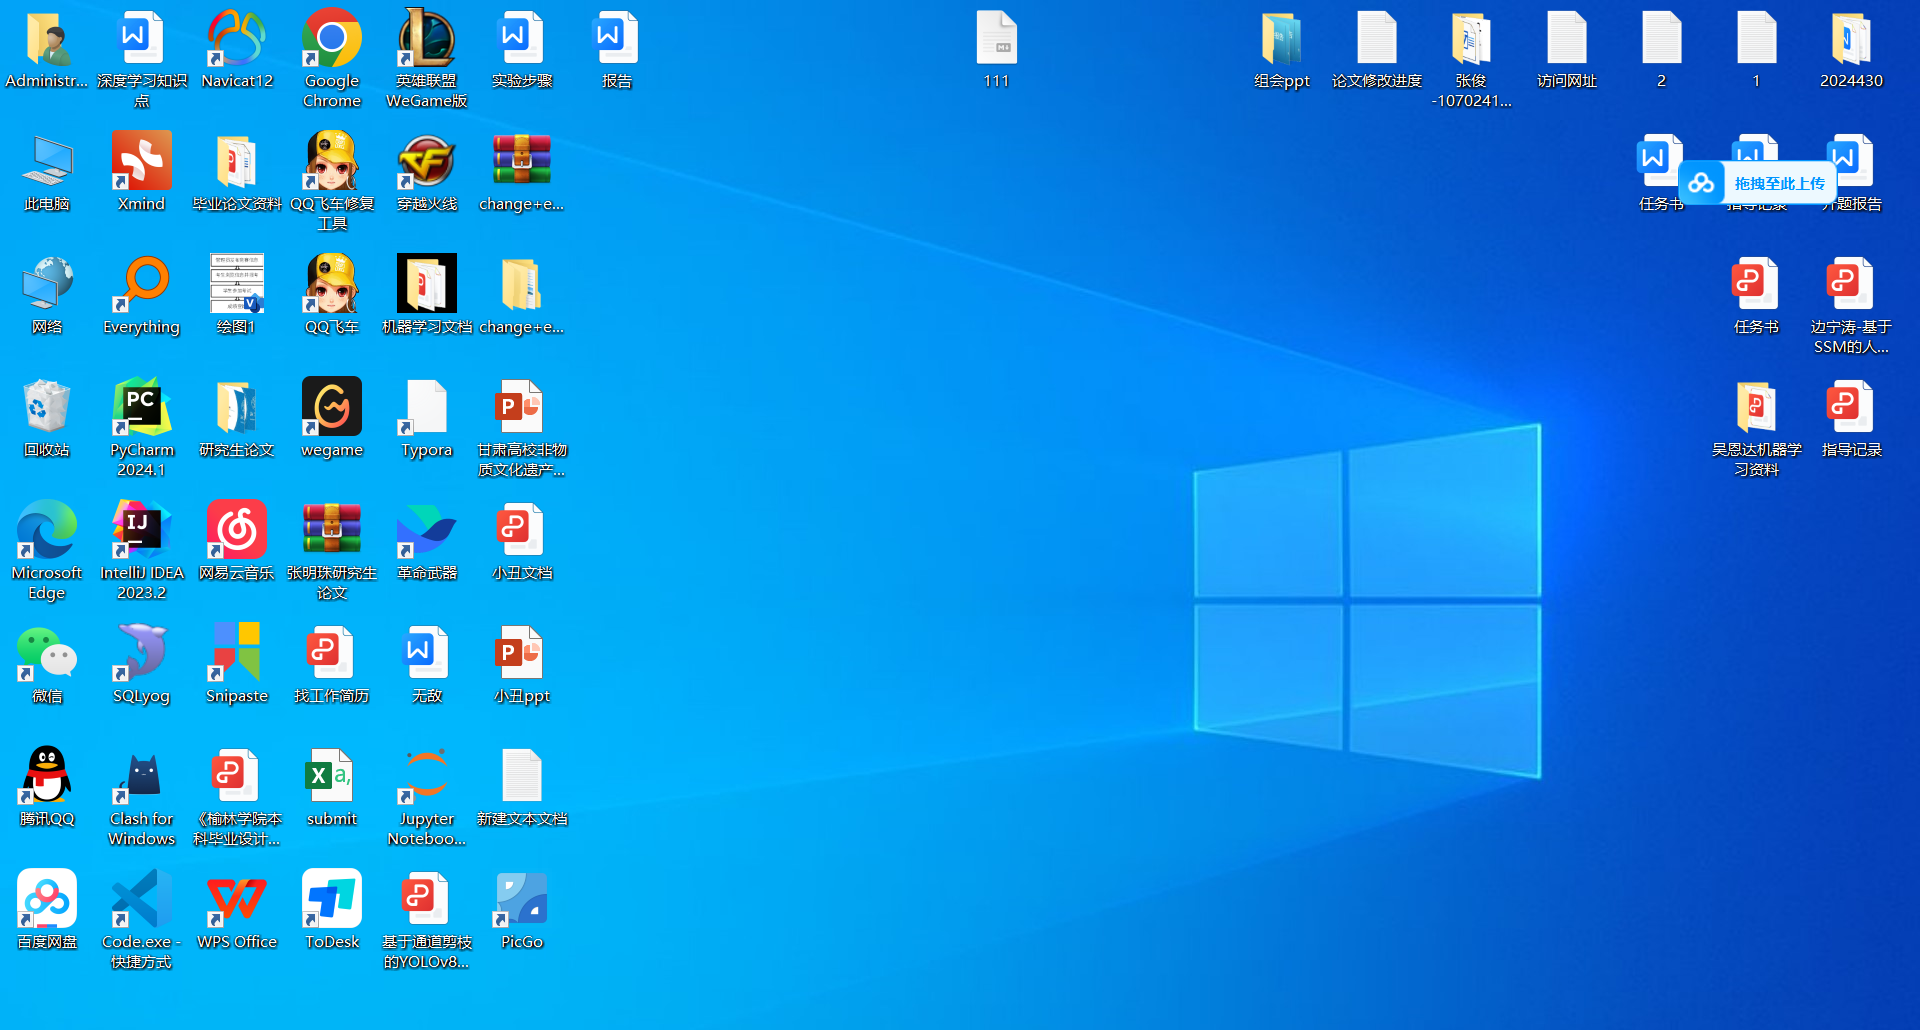 Administr...
深度学习知识
点
Navicat12
Google
Chrome
英雄联盟
WeGame版
实验步骤
报告
111
组会ppt
论文修改进度
张俊
-1070241...
访问网址
2
1
2024430
此电脑
Xmind
毕业论文资料
QQ飞车修复
工具
穿越火线
change+e...
任务书
拖拽至此上传
指导记录
开题报告
网络
Everything
绘图1
QQ飞车
机器学习文档
change+e...
任务书
边宁涛-基于
SSM的人...
回收站
PC
PyCharm
2024.1
研究生论文
wegame
Typora
甘肃高校非物
质文化遗产...
吴恩达机器学
习资料
指导记录
Microsoft
Edge
IJ
IntelliJ IDEA
2023.2
网易云音乐
张明珠研究生
论文
革命武器
小丑文档
微信
SQLyog
Snipaste
找工作简历
无敌
小丑ppt
腾讯QQ
Clash for
Windows
《榆林学院本
科毕业设计...
submit
Jupyter
Noteboo...
新建文本文档
百度网盘
Code.exe -
快捷方式
WPS Office
ToDesk
基于通道剪枝
的YOLOv8...
PicGo